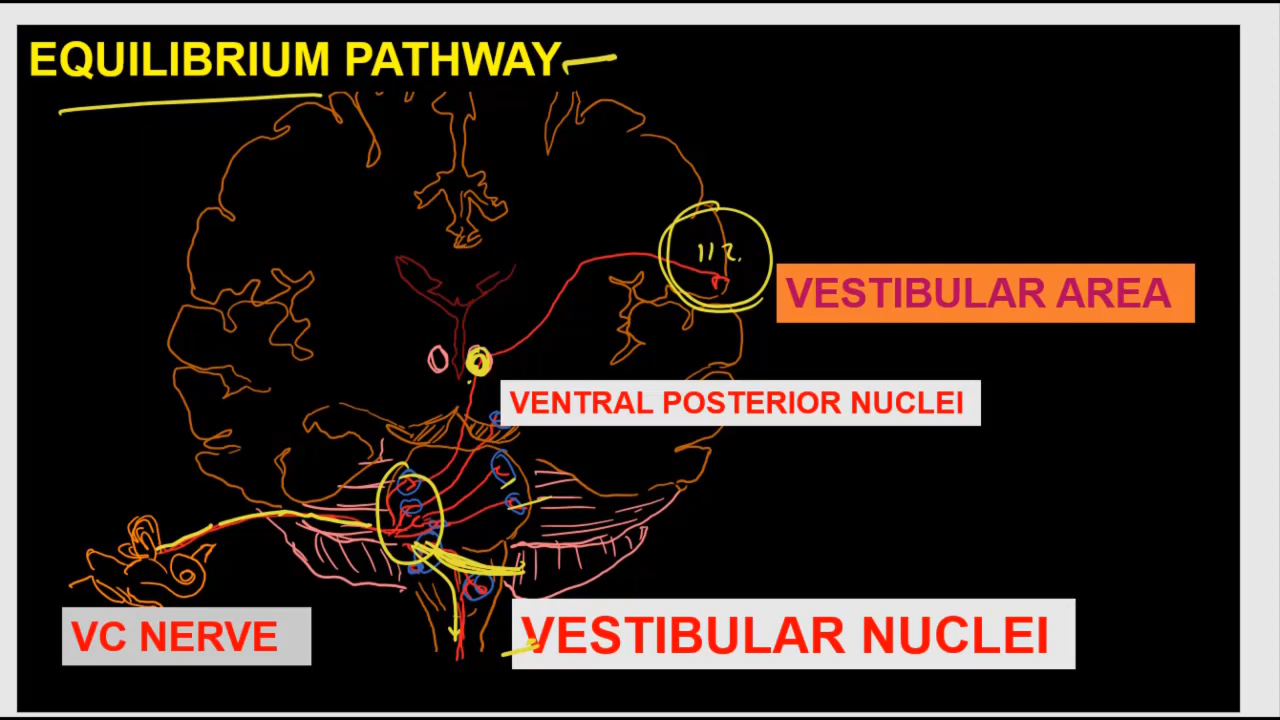 EQUILIBRIUM PATHWAY
VESTIBULAR AREA
VENTRAL POSTERIOR NUCLEI
VC NERVE
VESTIBULAR NUCLEI